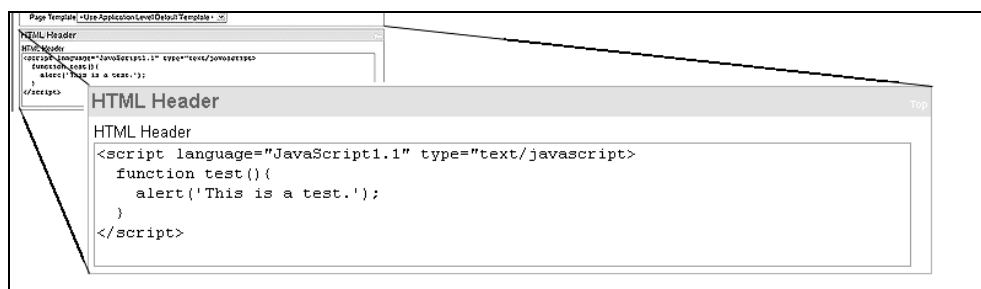 Page Template -Use Application Level Default Template-
HTML Header
HTML Header
<script language="JavaScript1.1" type="text/javascript>
function test(){
alert('This is a test.');
}
</script>
HTML Header
Top
HTML Header
<script language="JavaScript1.1" type="text/javascript>
  function test(){
    alert('This is a test.');
  }
</script>